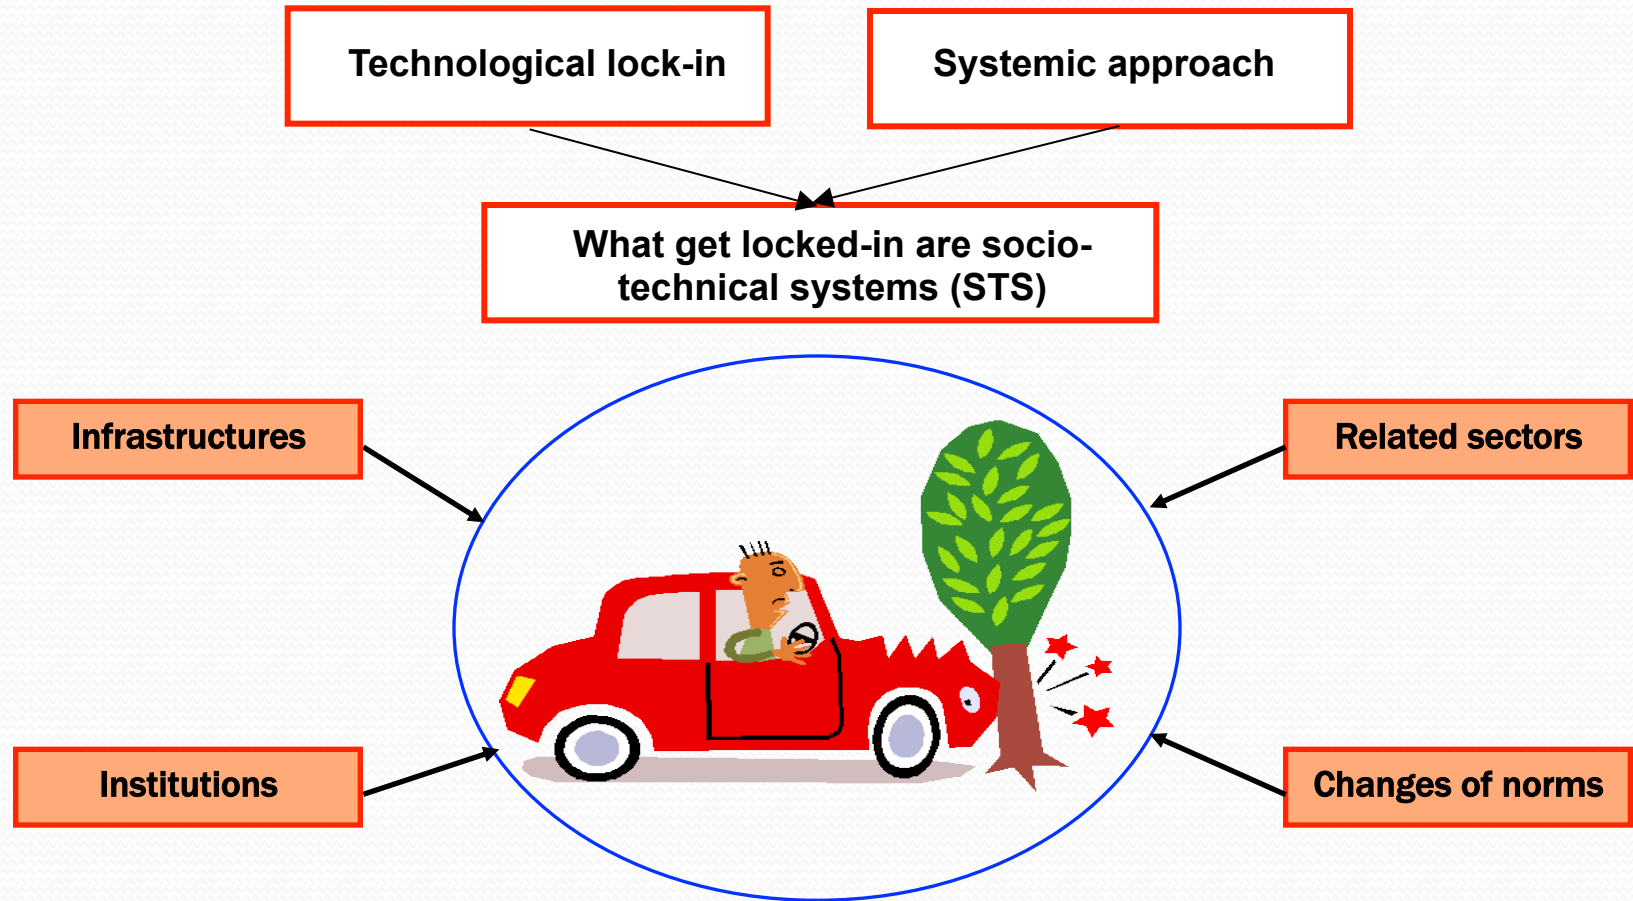 Technological lock-in
Systemic approach
What get locked-in are socio-
technical systems (STS)
Infrastructures
Related sectors
Institutions
Changes of norms